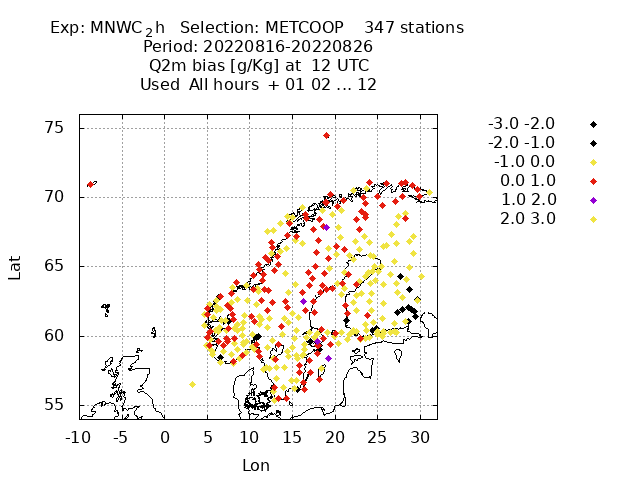 Exp: MNWC_2h   Selection: METCOOP    347 stations
Period: 20220816-20220826
Q2m bias [g/Kg] at  12 UTC
Used  All hours  + 01 02 ... 12
-3.0 -2.0
-2.0 -1.0
-1.0 0.0
0.0 1.0
1.0 2.0
2.0 3.0
75
70
65
60
55
Lat
-10 -5 0 5 10 15 20 25 30
Lon